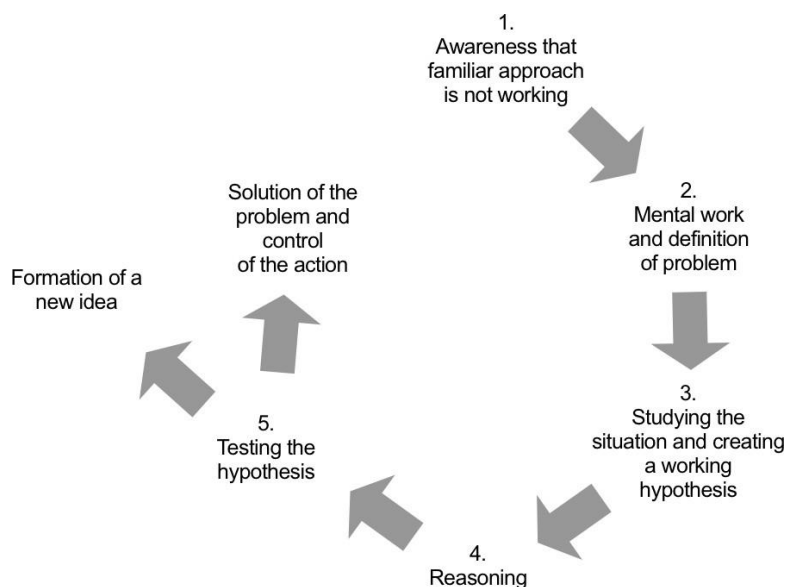 1.
Awareness that
familiar approach
is not working
2.
Mental work
and definition
of problem
3.
Studying the
situation and creating
a working
hypothesis
4.
Reasoning
5.
Testing the
hypothesis
Solution of the
problem and
control
of the action
Formation of a
new idea